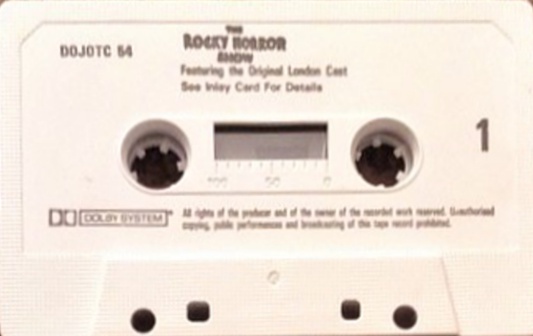 THE
ROCKY HORROR
SHOW
DOJOTC 54
Featuring the Original London Cast
See Inlay Card For Details
1
100 50 0
DOLBY SYSTEM
All rights of the producer and of the owner of the recorded work reserved. Unauthorised
copying, public performances and broadcasting of this tape record prohibited.